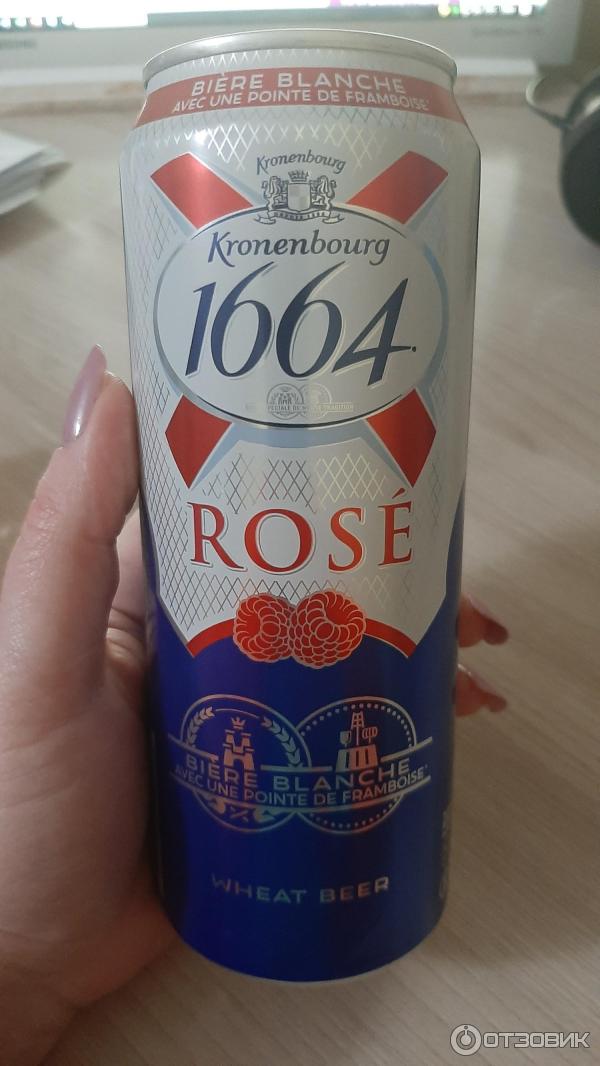 BIÈRE BLANCHE
AVEC UNE POINTE DE FRAMBOISE*
Kronenbourg
Kronenbourg
1664.
ROSÉ
BIÈRE BLANCHE
AVEC UNE POINTE DE FRAMBOISE*
WHEAT BEER
ОТЗОВИК